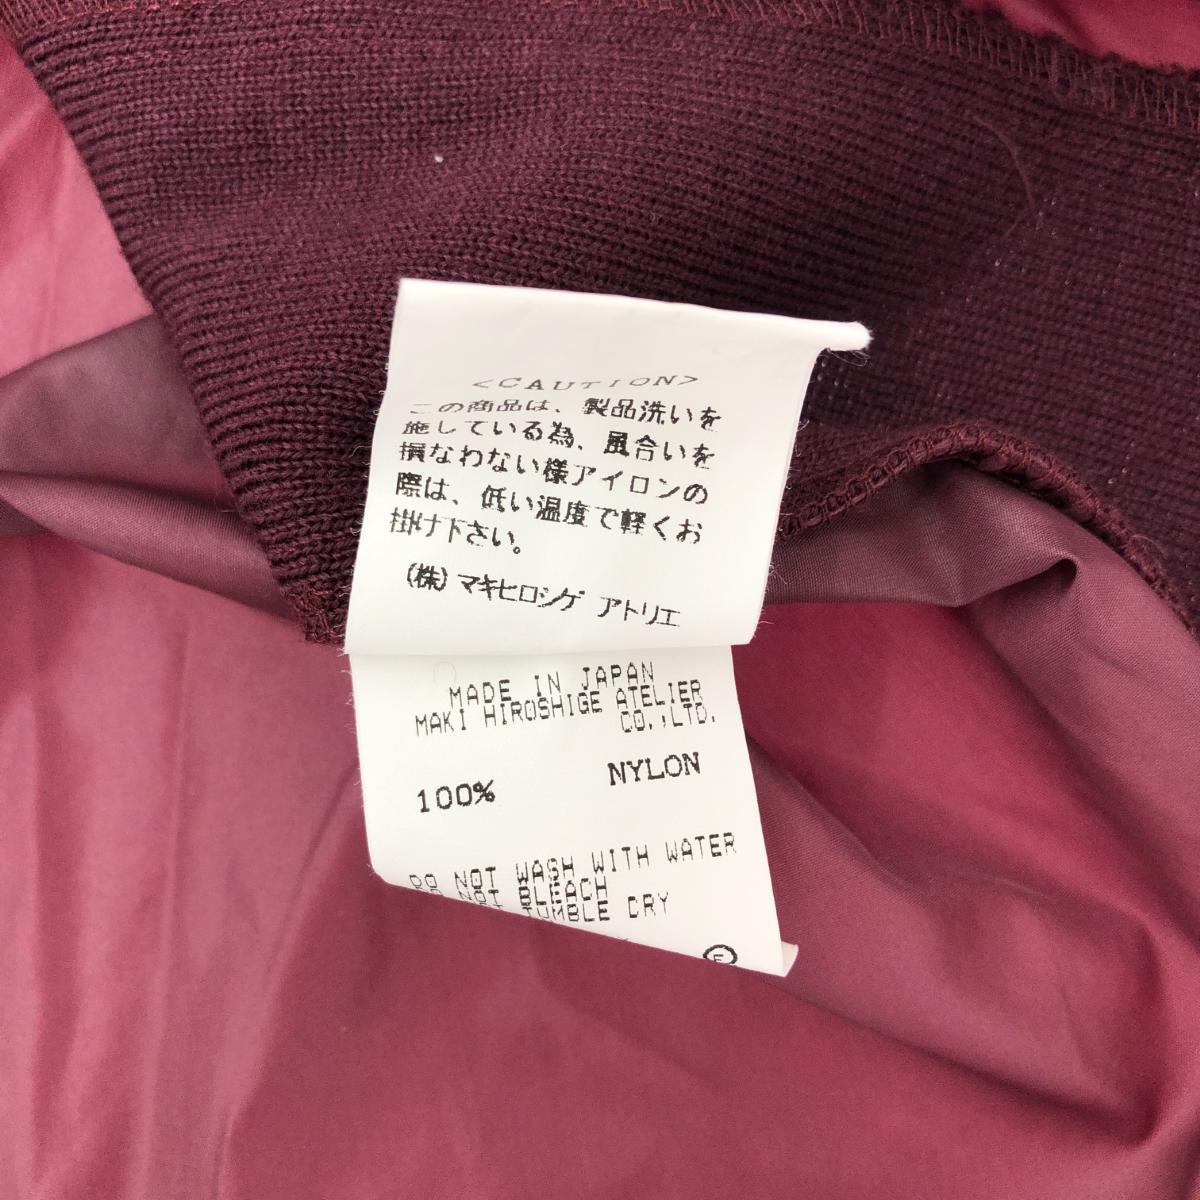 <CAUTION>
この商品は、製品洗いを
施している為、風合いを
損なわない様アイロンの
際は、低い温度で軽くお
掛け下さい。
(株)マキヒロシゲ アトリエ
MADE IN JAPAN
MAKI HIROSHIGE ATELIER
CO.,LTD.
100% NYLON
DO NOT WASH WITH WATER
DO NOT BLEACH
NOT TUMBLE DRY
F